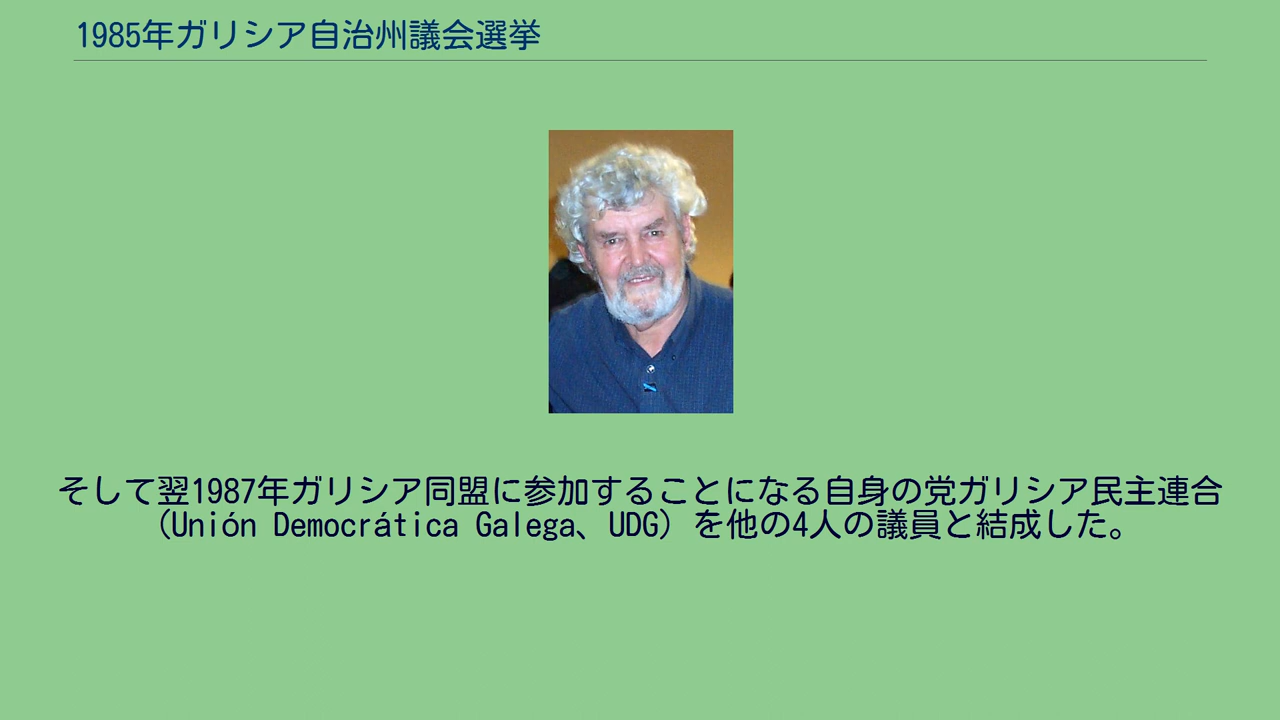 1985年ガリシア自治州議会選挙
そして翌1987年ガリシア同盟に参加することになる自身の党ガリシア民主連合
(Unión Democrática Galega、UDG) を他の4人の議員と結成した。